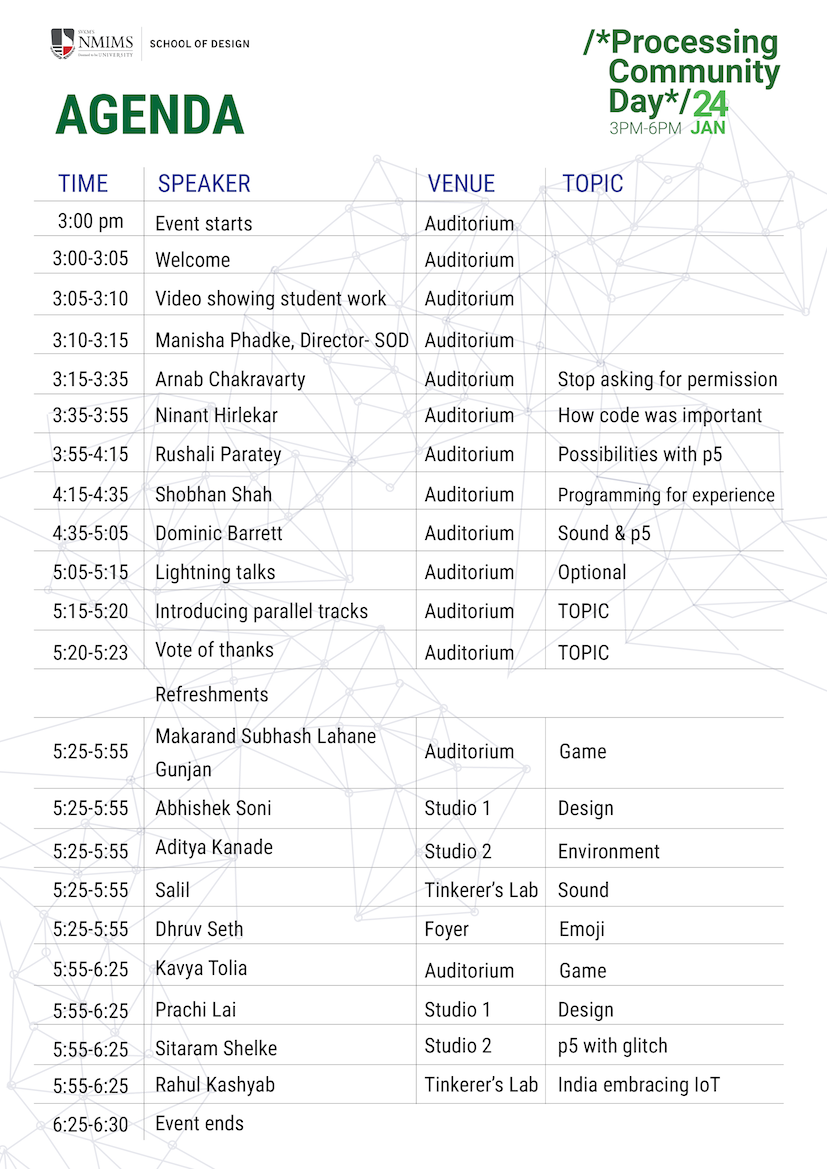 SVKM'S
NMIMS
Deemed to be UNIVERSITY
SCHOOL OF DESIGN
/*Processing
Community
Day*/24
3PM-6PM JAN
AGENDA
TIME SPEAKER VENUE TOPIC
3:00 pm Event starts Auditorium
3:00-3:05 Welcome Auditorium
3:05-3:10 Video showing student work Auditorium
3:10-3:15 Manisha Phadke, Director- SOD Auditorium
3:15-3:35 Arnab Chakravarty Auditorium Stop asking for permission
3:35-3:55 Ninant Hirlekar Auditorium How code was important
3:55-4:15 Rushali Paratey Auditorium Possibilities with p5
4:15-4:35 Shobhan Shah Auditorium Programming for experience
4:35-5:05 Dominic Barrett Auditorium Sound & p5
5:05-5:15 Lightning talks Auditorium Optional
5:15-5:20 Introducing parallel tracks Auditorium TOPIC
5:20-5:23 Vote of thanks Auditorium TOPIC
Refreshments
5:25-5:55 Makarand Subhash Lahane Auditorium Game
Gunjan
5:25-5:55 Abhishek Soni Studio 1 Design
5:25-5:55 Aditya Kanade Studio 2 Environment
5:25-5:55 Salil Tinkerer’s Lab Sound
5:25-5:55 Dhruv Seth Foyer Emoji
5:55-6:25 Kavya Tolia Auditorium Game
5:55-6:25 Prachi Lai Studio 1 Design
5:55-6:25 Sitaram Shelke Studio 2 p5 with glitch
5:55-6:25 Rahul Kashyab Tinkerer’s Lab India embracing IoT
6:25-6:30 Event ends